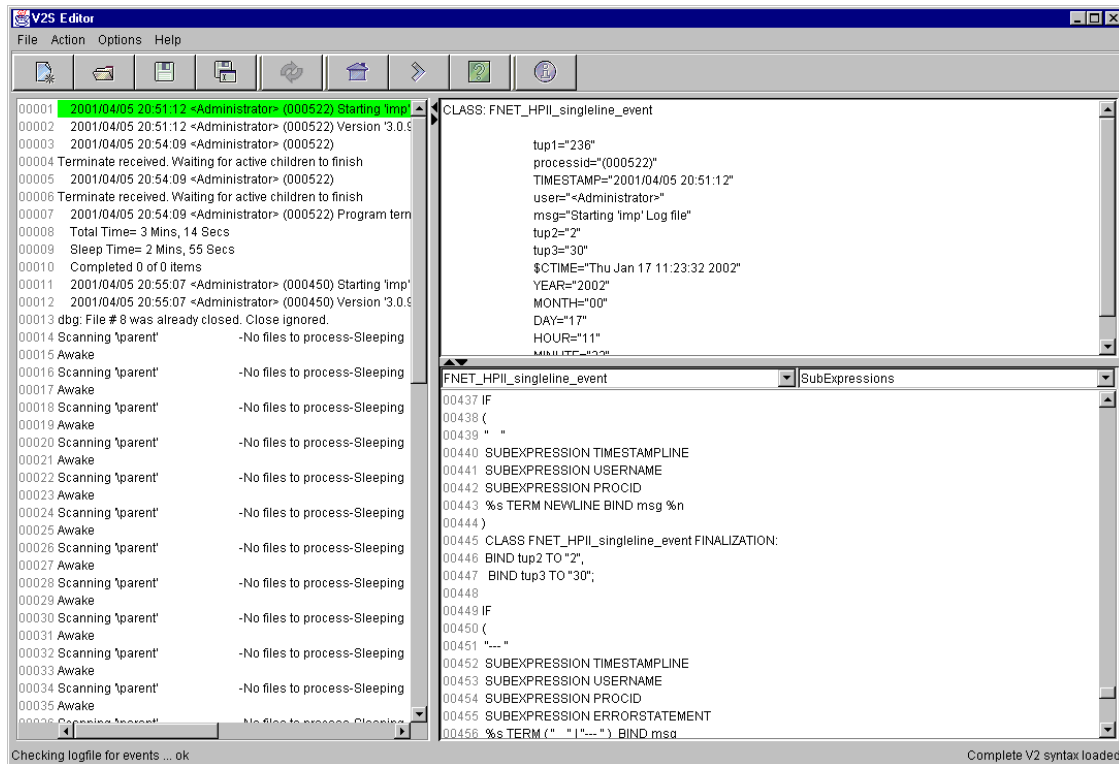 V2S Editor
File Action Options Help
00001 2001/04/05 20:51:12 <Administrator> (000522) Starting 'imp'
00002 2001/04/05 20:51:12 <Administrator> (000522) Version '3.0.9
00003 2001/04/05 20:54:09 <Administrator> (000522)
00004 Terminate received. Waiting for active children to finish
00005 2001/04/05 20:54:09 <Administrator> (000522)
00006 Terminate received. Waiting for active children to finish
00007 2001/04/05 20:54:09 <Administrator> (000522) Program tern
00008 Total Time= 3 Mins, 14 Secs
00009 Sleep Time= 2 Mins, 55 Secs
00010 Completed 0 of 0 items
00011 2001/04/05 20:55:07 <Administrator> (000450) Starting 'imp'
00012 2001/04/05 20:55:07 <Administrator> (000450) Version '3.0.9
00013 dbg: File # 8 was already closed. Close ignored.
00014 Scanning '\parent' -No files to process-Sleeping
00015 Awake
00016 Scanning '\parent' -No files to process-Sleeping
00017 Awake
00018 Scanning '\parent' -No files to process-Sleeping
00019 Awake
00020 Scanning '\parent' -No files to process-Sleeping
00021 Awake
00022 Scanning '\parent' -No files to process-Sleeping
00023 Awake
00024 Scanning '\parent' -No files to process-Sleeping
00025 Awake
00026 Scanning '\parent' -No files to process-Sleeping
00027 Awake
00028 Scanning '\parent' -No files to process-Sleeping
00029 Awake
00030 Scanning '\parent' -No files to process-Sleeping
00031 Awake
00032 Scanning '\parent' -No files to process-Sleeping
00033 Awake
00034 Scanning '\parent' -No files to process-Sleeping
00035 Awake
00036 Scanning '\parent' -No files to process-Sleeping
CLASS: FNET_HPII_singleline_event
tup1="236"
processid="(000522)"
TIMESTAMP="2001/04/05 20:51:12"
user="<Administrator>"
msg="Starting 'imp' Log file"
tup2="2"
tup3="30"
$CTIME="Thu Jan 17 11:23:32 2002"
YEAR="2002"
MONTH="00"
DAY="17"
HOUR="11"
MINUTE="23"
FNET_HPII_singleline_event SubExpressions
00437 IF
00438 (
00439 " "
00440 SUBEXPRESSION TIMESTAMPLINE
00441 SUBEXPRESSION USERNAME
00442 SUBEXPRESSION PROCID
00443 %s TERM NEWLINE BIND msg %n
00444 )
00445 CLASS FNET_HPII_singleline_event FINALIZATION:
00446 BIND tup2 TO "2",
00447 BIND tup3 TO "30";
00448
00449 IF
00450 (
00451 "--- "
00452 SUBEXPRESSION TIMESTAMPLINE
00453 SUBEXPRESSION USERNAME
00454 SUBEXPRESSION PROCID
00455 SUBEXPRESSION ERRORSTATEMENT
00456 %s TERM (" " | "--- " ) BIND msg
Checking logfile for events ... ok
Complete V2 syntax loaded